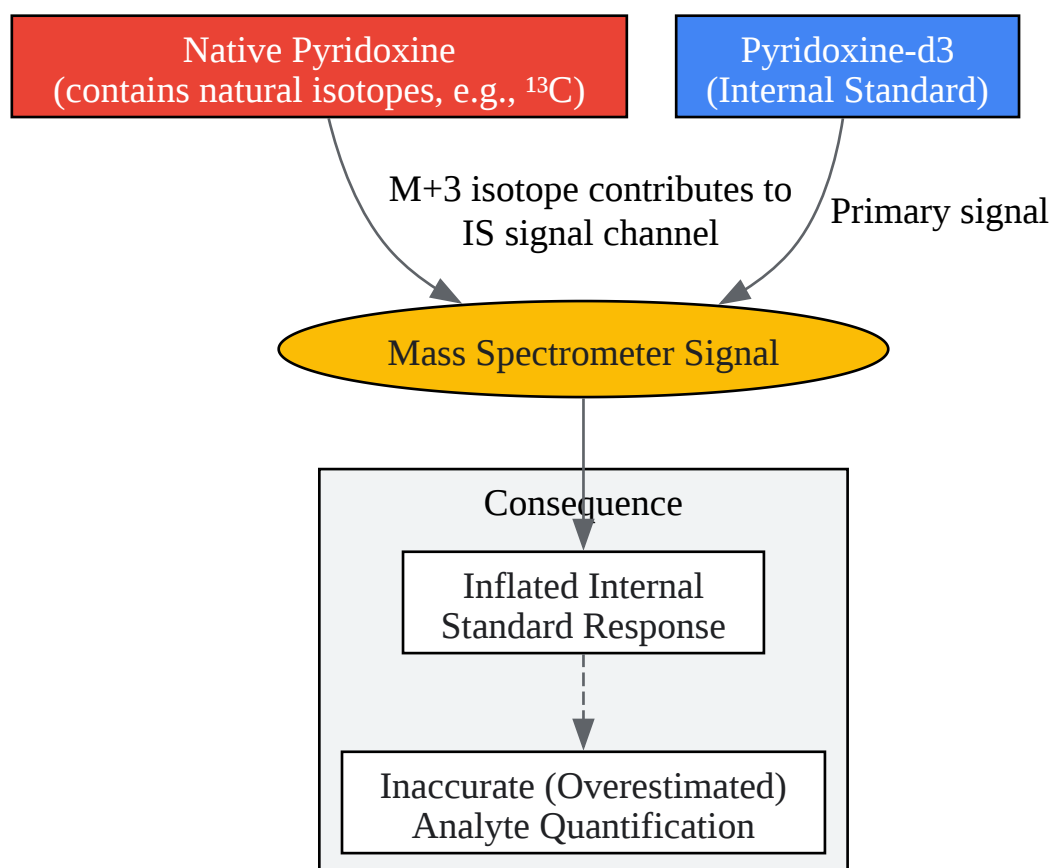 Native Pyridoxine
(contains natural isotopes, e.g., ¹³C)
Pyridoxine-d3
(Internal Standard)
M+3 isotope contributes to
IS signal channel
Primary signal
Mass Spectrometer Signal
Consequence
Inflated Internal
Standard Response
Inaccurate (Overestimated)
Analyte Quantification